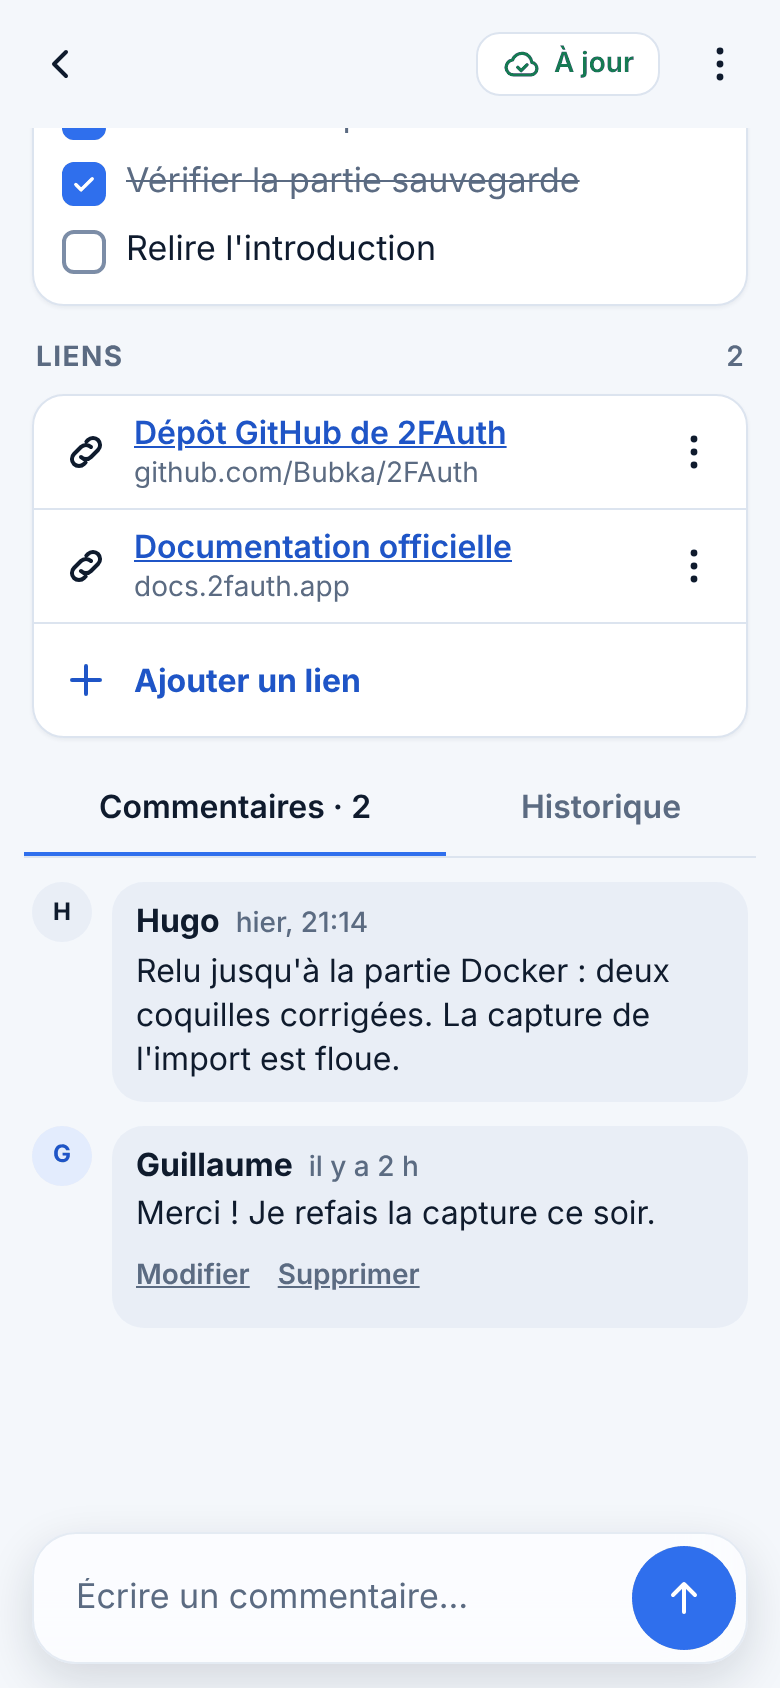 À jour
Vérifier la partie sauvegarde
Relire l'introduction
LIENS 2
Dépôt GitHub de 2FAuth
github.com/Bubka/2FAuth
Documentation officielle
docs.2fauth.app
Ajouter un lien
Commentaires · 2 Historique
H
Hugo hier, 21:14
Relu jusqu'à la partie Docker : deux
coquilles corrigées. La capture de
l'import est floue.
G
Guillaume il y a 2 h
Merci ! Je refais la capture ce soir.
Modifier Supprimer
Écrire un commentaire...